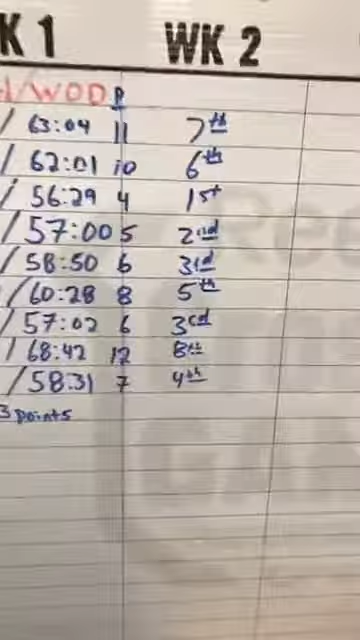 K 1 WK 2
/WOD P
/ 63:04 11 7th
/ 62:01 10 6th
/ 56:29 4 1st
/ 57:00 5 2nd
/ 58:50 6 3rd
/ 60:28 8 5th
/ 57:02 6 3rd
/ 68:42 12 8th
/ 58:31 7 4th
3 points